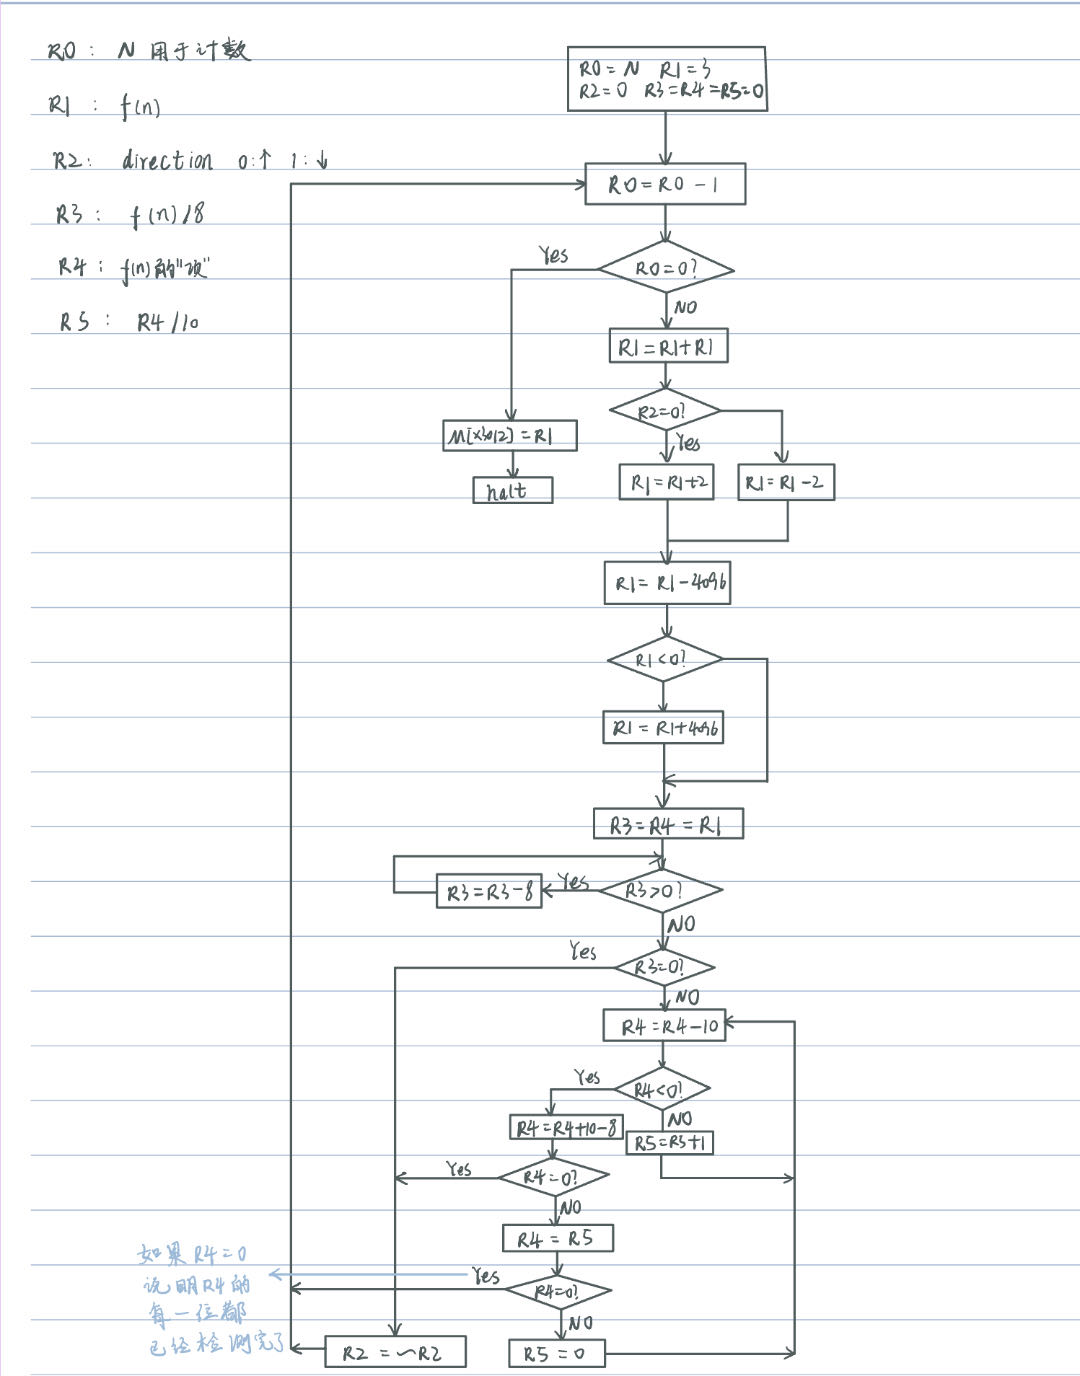 R0 : N 用于计数
R1 : f(n)
R2: direction 0:↑ 1:↓
R3 : f(n)/8
R4 : f(n)的"项"
R5 : R4/10
R0=N R1=3
R2=0 R3=R4=R5=0
R0=R0-1
Yes
R0=0?
NO
R1=R1+R1
R2=0?
Yes
M[x3012]=R1
halt
R1=R1+2
R1=R1-2
R1=R1-4096
R1<0?
R1=R1+4096
R3=R4=R1
R3=R3-8
Yes
R3>0?
NO
Yes
R3=0?
NO
R4=R4-10
Yes
R4<0?
NO
R4=R4+10-8
R5=R5+1
Yes
R4=0?
NO
R4=R5
Yes
R4=0?
NO
R2=~R2
R5=0
如果R4=0
说明R4的
每一位都
已经检测完了